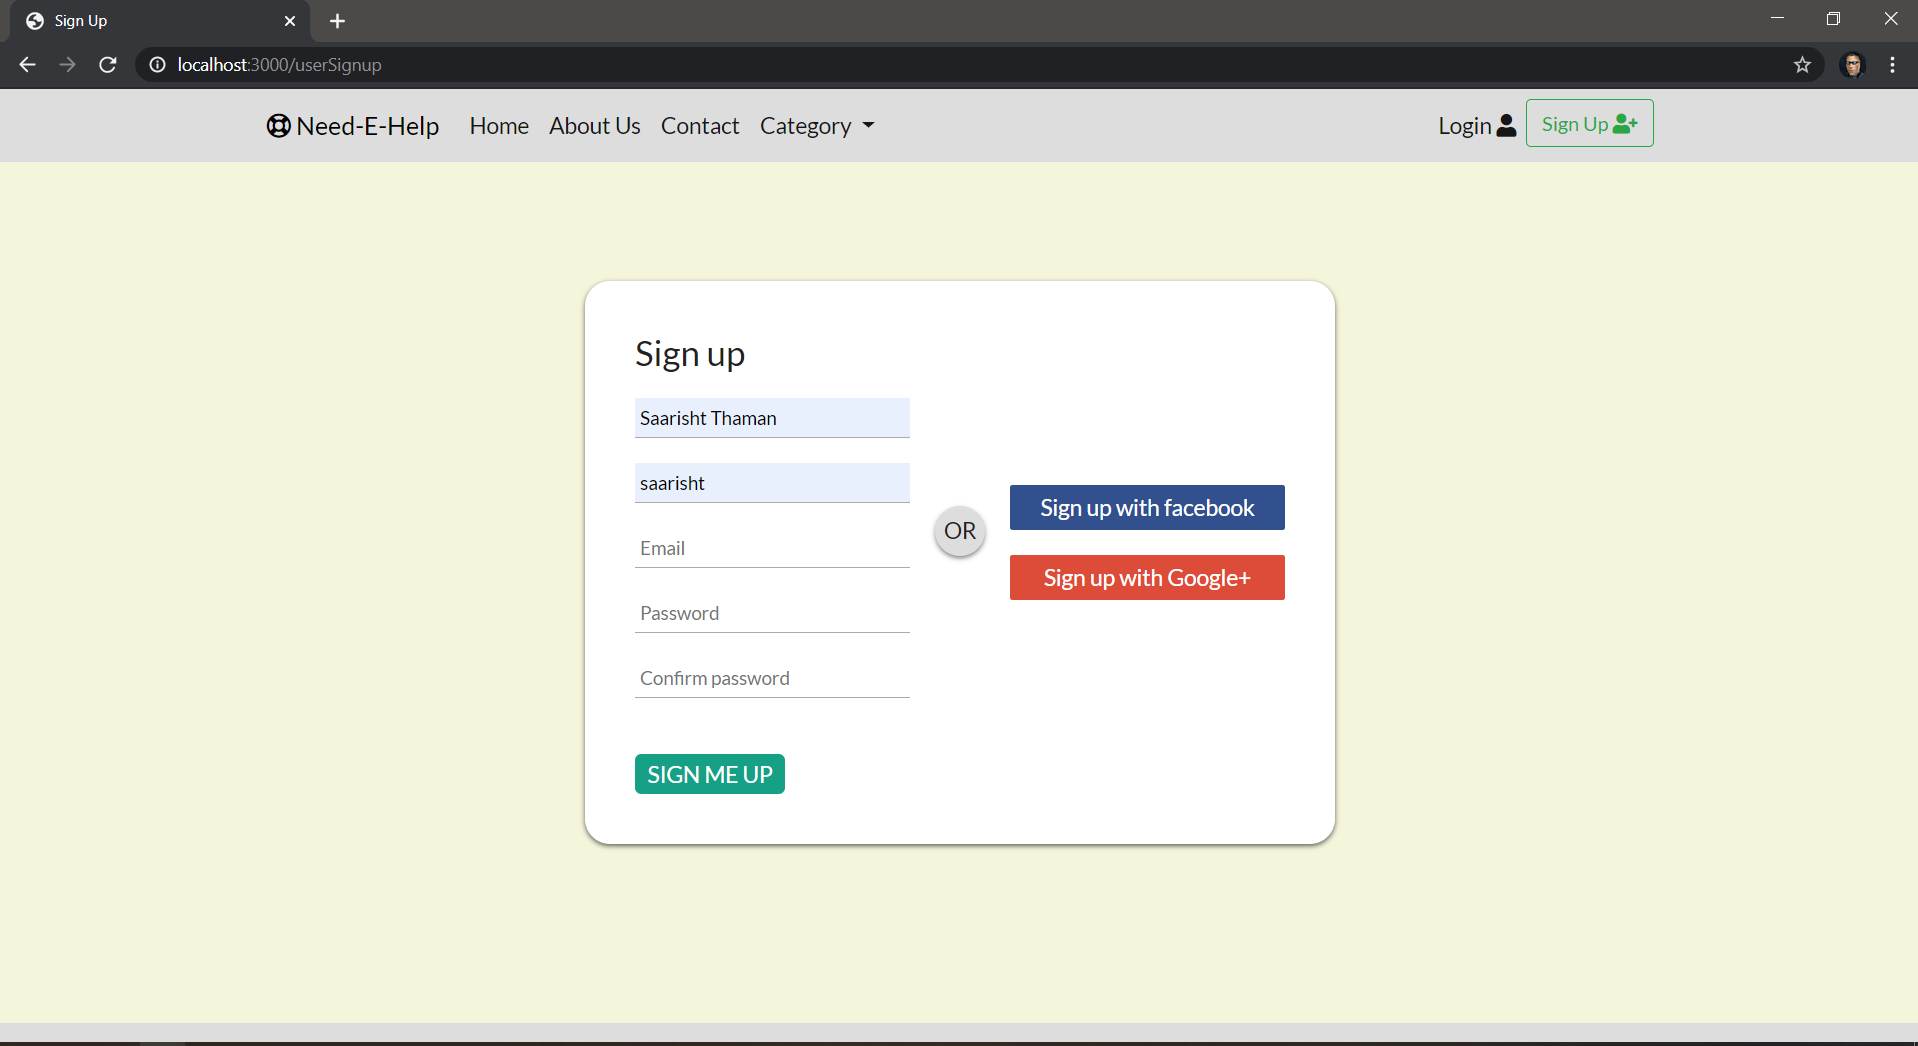 Sign Up
localhost:3000/userSignup
Need-E-Help Home About Us Contact Category Login Sign Up
Sign up
Saarisht Thaman
saarisht
Email
Password
Confirm password
SIGN ME UP
OR
Sign up with facebook
Sign up with Google+